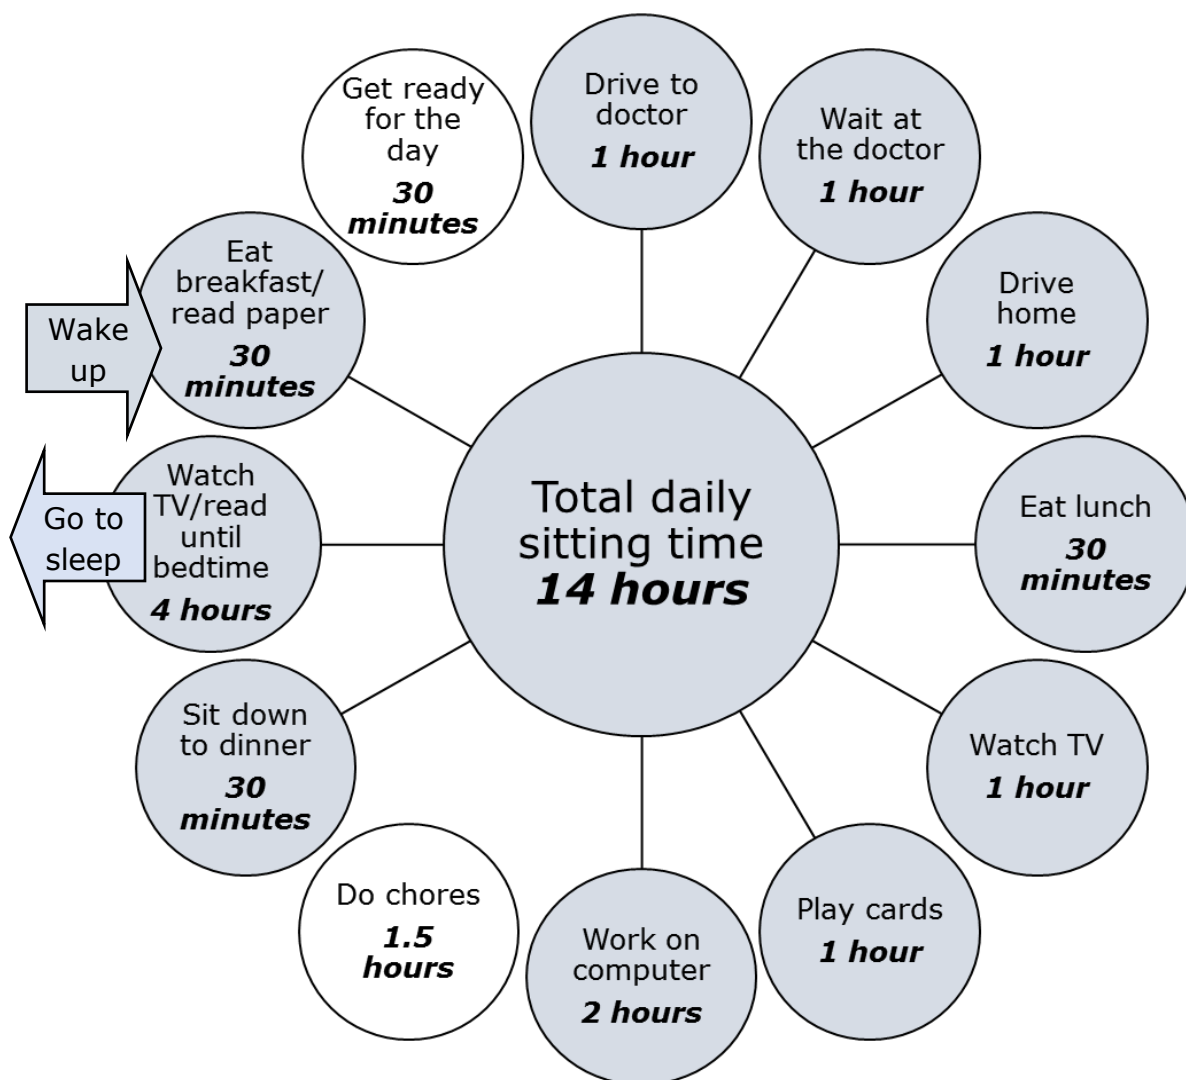 Wake
up
Eat
breakfast/
read paper
30
minutes
Get ready
for the
day
30
minutes
Drive to
doctor
1 hour
Wait at
the doctor
1 hour
Drive
home
1 hour
Eat lunch
30
minutes
Watch TV
1 hour
Play cards
1 hour
Work on
computer
2 hours
Do chores
1.5
hours
Sit down
to dinner
30
minutes
Watch
TV/read
until
bedtime
4 hours
Go to
sleep
Total daily
sitting time
14 hours